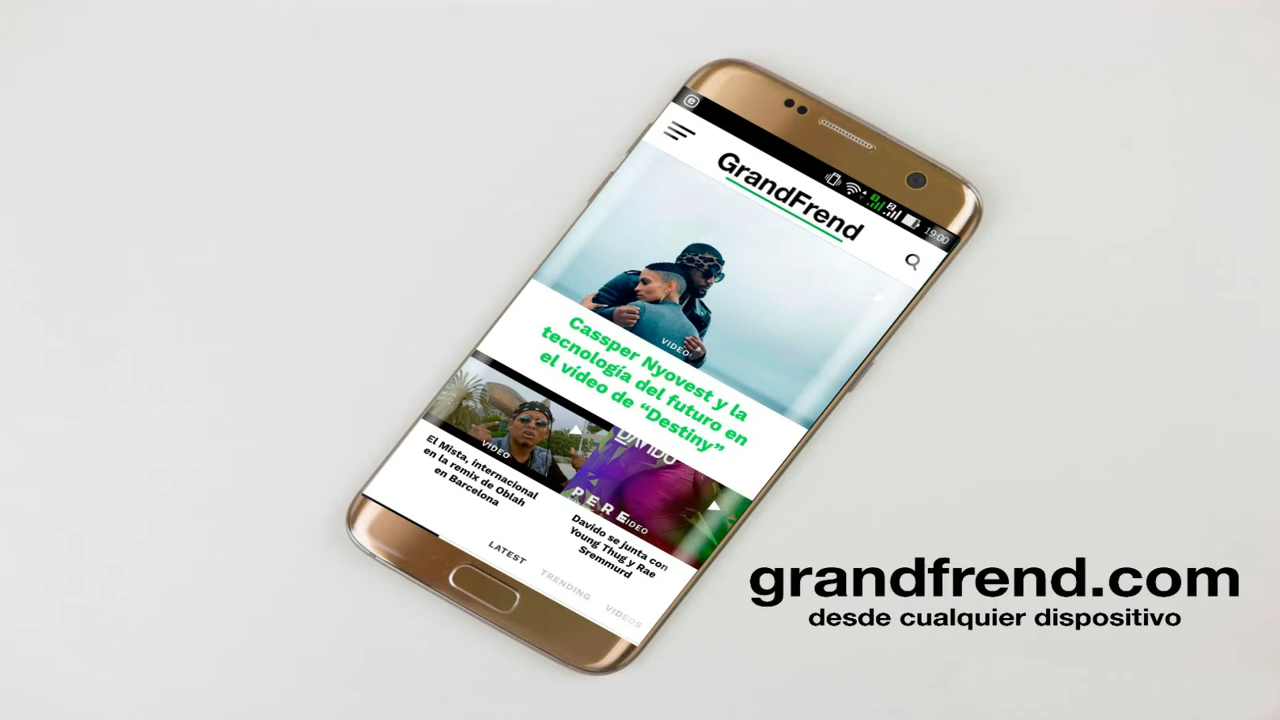 19:00
GrandFrend
VIDEO
Cassper Nyovest y la
tecnología del futuro en
el vídeo de “Destiny”
VIDEO
El Mista, internacional
en la remix de Oblah
en Barcelona
DAVIDO
RERE
VIDEO
Davido se junta con
Young Thug y Rae
Sremmurd
LATEST
TRENDING
VIDEOS
grandfrend.com
desde cualquier dispositivo